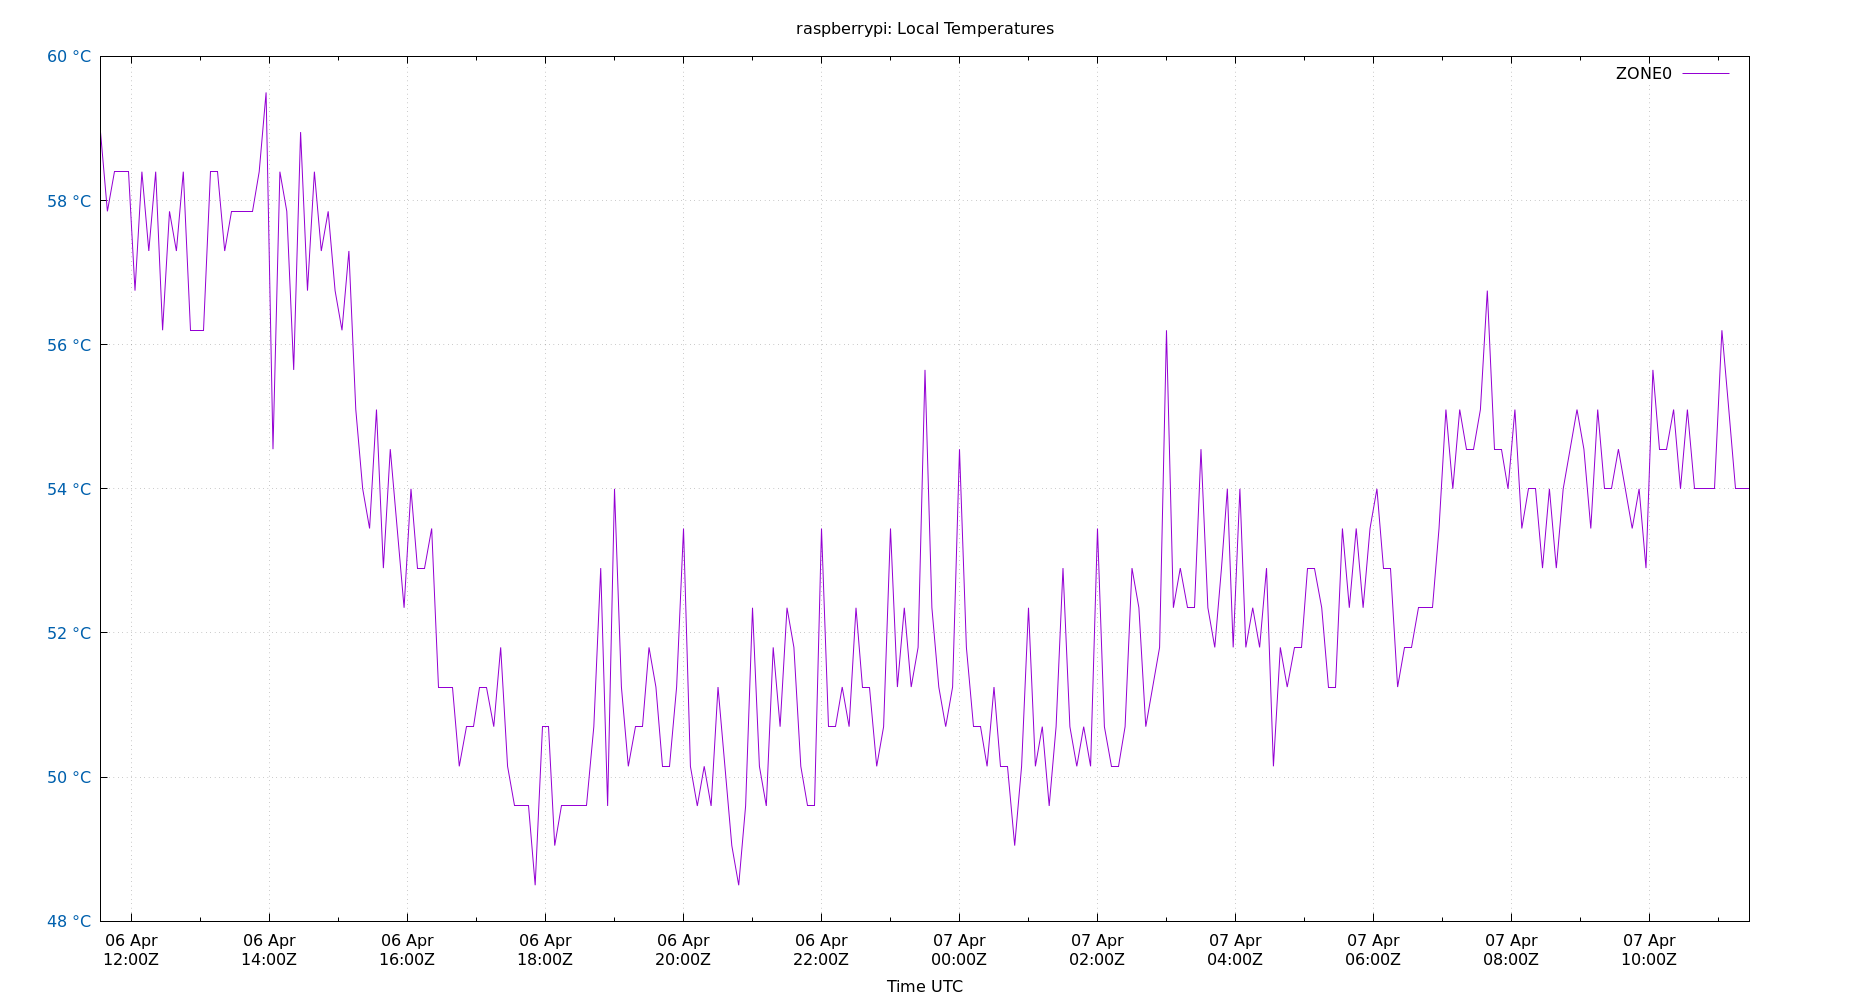 raspberrypi: Local Temperatures
ZONE0
60 °C
58 °C
56 °C
54 °C
52 °C
50 °C
48 °C
06 Apr 06 Apr 06 Apr 06 Apr 06 Apr 06 Apr 07 Apr 07 Apr 07 Apr 07 Apr 07 Apr 07 Apr
12:00Z 14:00Z 16:00Z 18:00Z 20:00Z 22:00Z 00:00Z 02:00Z 04:00Z 06:00Z 08:00Z 10:00Z
Time UTC